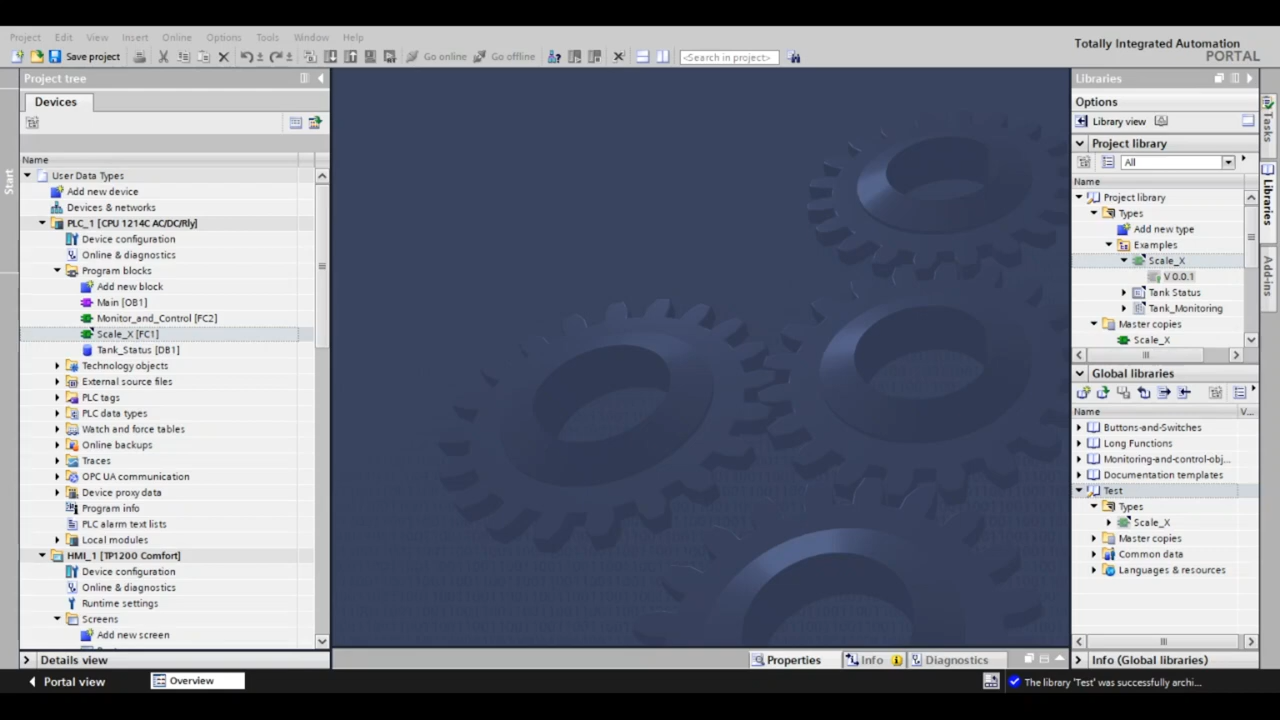 Project Edit View Insert Online Options Tools Window Help
Totally Integrated Automation
PORTAL
Save project
Go online
Go offline
<Search in project>
Project tree
Devices
Name
User Data Types
Add new device
Devices & networks
PLC_1 [CPU 1214C AC/DC/Rly]
Device configuration
Online & diagnostics
Program blocks
Add new block
Main [OB1]
Monitor_and_Control [FC2]
Scale_X [FC1]
Tank_Status [DB1]
Technology objects
External source files
PLC tags
PLC data types
Watch and force tables
Online backups
Traces
OPC UA communication
Device proxy data
Program info
PLC alarm text lists
Local modules
HMI_1 [TP1200 Comfort]
Device configuration
Online & diagnostics
Runtime settings
Screens
Add new screen
Details view
Portal view
Overview
Start
Properties
Info
Diagnostics
Libraries
Options
Library view
Project library
All
Name
Project library
Types
Add new type
Examples
Scale_X
V 0.0.1
Tank Status
Tank_Monitoring
Master copies
Scale_X
Global libraries
Name
V...
Buttons-and-Switches
Long Functions
Monitoring-and-control-obj...
Documentation templates
Test
Types
Scale_X
Master copies
Common data
Languages & resources
Info (Global libraries)
The library 'Test' was successfully archi...
Tasks
Libraries
Add-ins